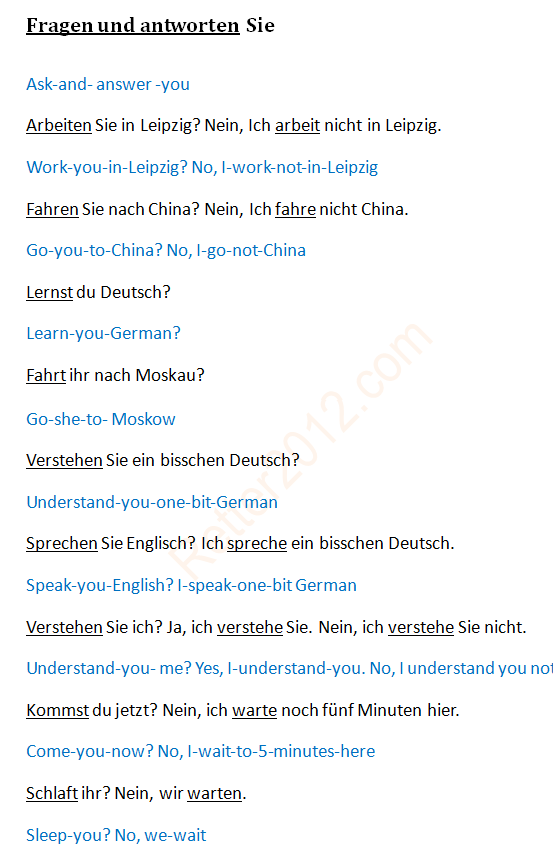 Fragen und antworten Sie
Ask-and- answer -you
Arbeiten Sie in Leipzig? Nein, Ich arbeit nicht in Leipzig.
Work-you-in-Leipzig? No, I-work-not-in-Leipzig
Fahren Sie nach China? Nein, Ich fahre nicht China.
Go-you-to-China? No, I-go-not-China
Lernst du Deutsch?
Learn-you-German?
Fahrt ihr nach Moskau?
Go-she-to- Moskow
Verstehen Sie ein bisschen Deutsch?
Understand-you-one-bit-German
Sprechen Sie Englisch? Ich spreche ein bisschen Deutsch.
Speak-you-English? I-speak-one-bit German
Verstehen Sie ich? Ja, ich verstehe Sie. Nein, ich verstehe Sie nicht.
Understand-you- me? Yes, I-understand-you. No, I understand you not
Kommst du jetzt? Nein, ich warte noch fünf Minuten hier.
Come-you-now? No, I-wait-to-5-minutes-here
Schlaft ihr? Nein, wir warten.
Sleep-you? No, we-wait